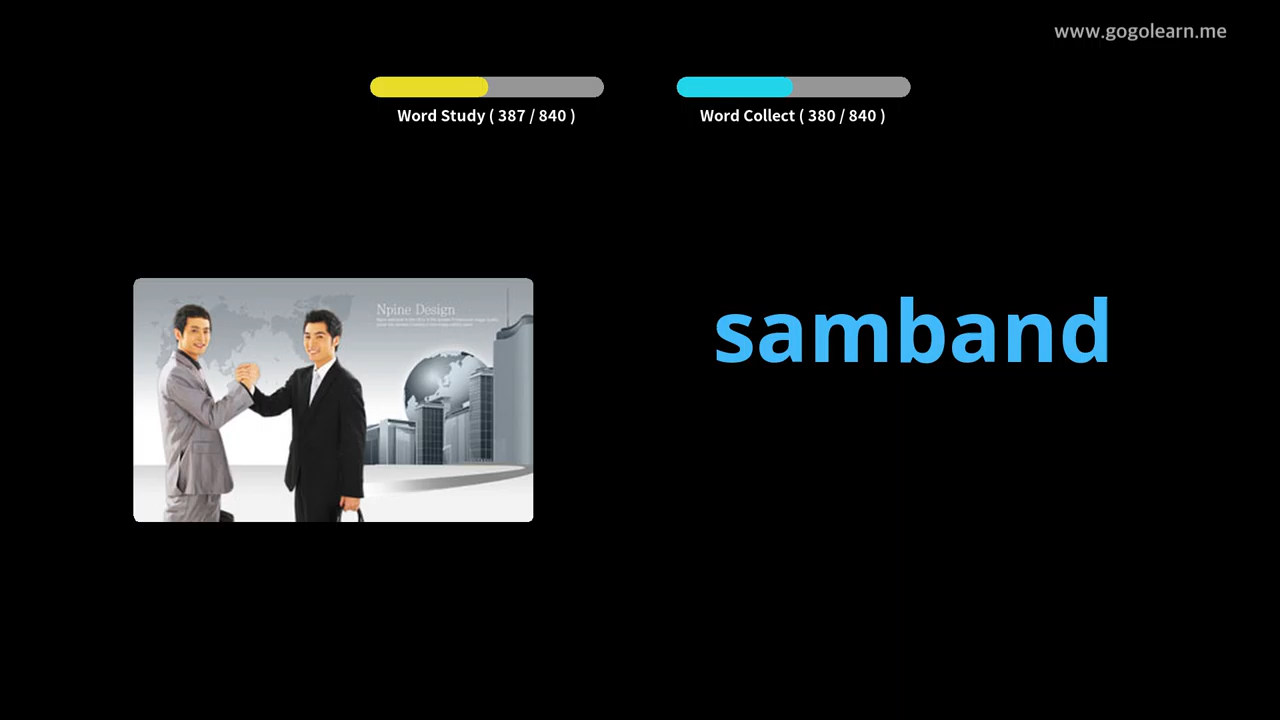 www.gogolearn.me
Word Study ( 387 / 840 )
Word Collect ( 380 / 840 )
Npine Design
samband